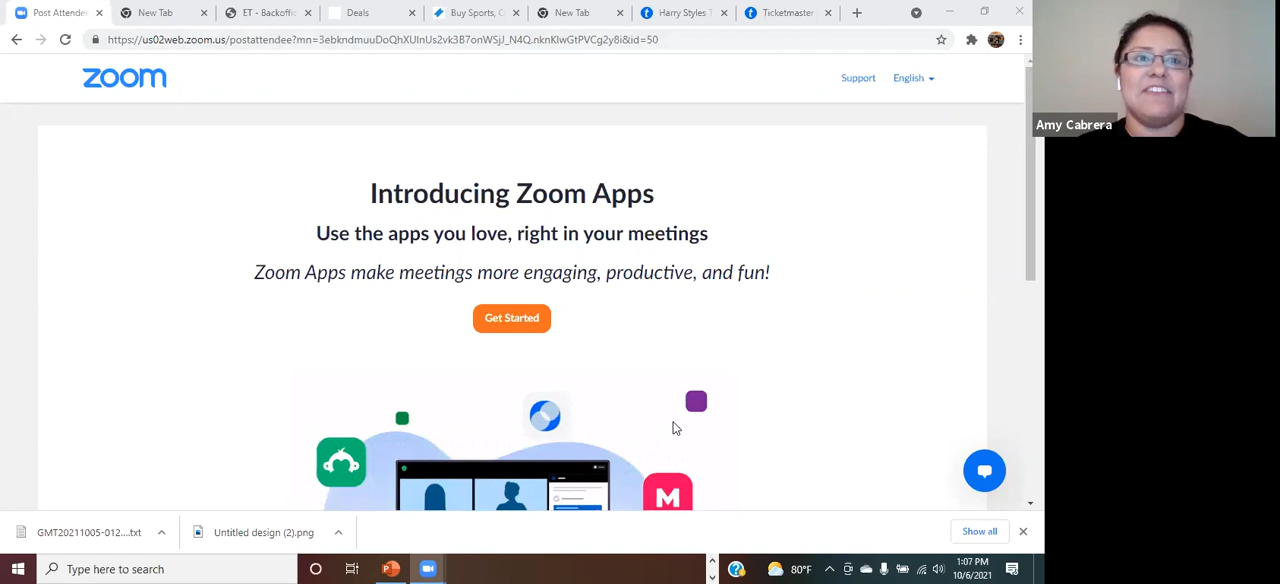 Post Attende
New Tab
ET - Backoffi
Deals
Buy Sports, C
New Tab
Harry Styles T
Ticketmaster
https://us02web.zoom.us/postattendee?mn=3ebkndmuuDoQhXUInUs2vk3B7onWSjJ_N4Q.nknKIwGtPVCg2y8i&id=50
zoom
Support
English
Amy Cabrera
Introducing Zoom Apps
Use the apps you love, right in your meetings
Zoom Apps make meetings more engaging, productive, and fun!
Get Started
M
GMT20211005-012....txt
Untitled design (2).png
Show all
Type here to search
80°F
1:07 PM
10/6/2021